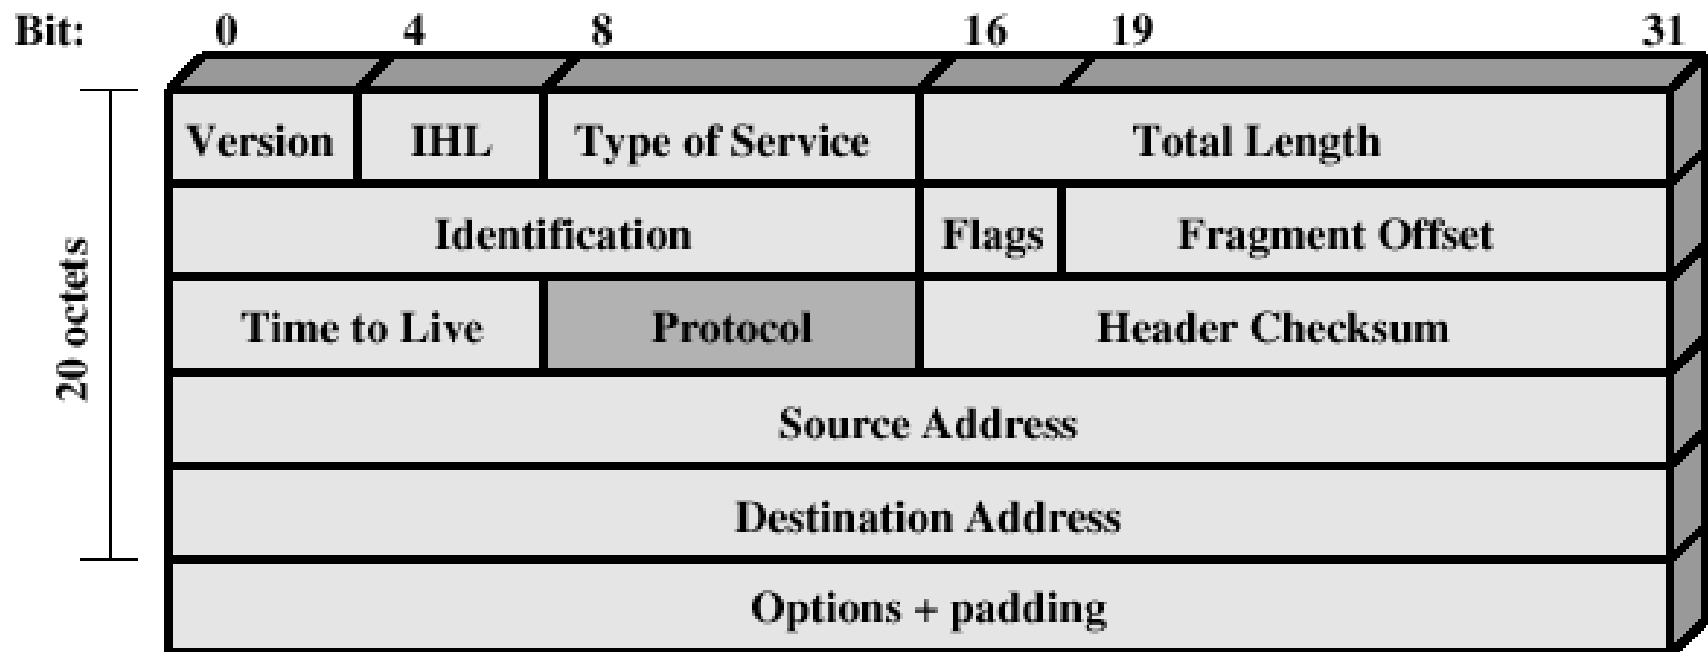 Bit: 0 4 8 16 19 31
Version IHL Type of Service Total Length
Identification Flags Fragment Offset
Time to Live Protocol Header Checksum
Source Address
Destination Address
Options + padding
20 octets